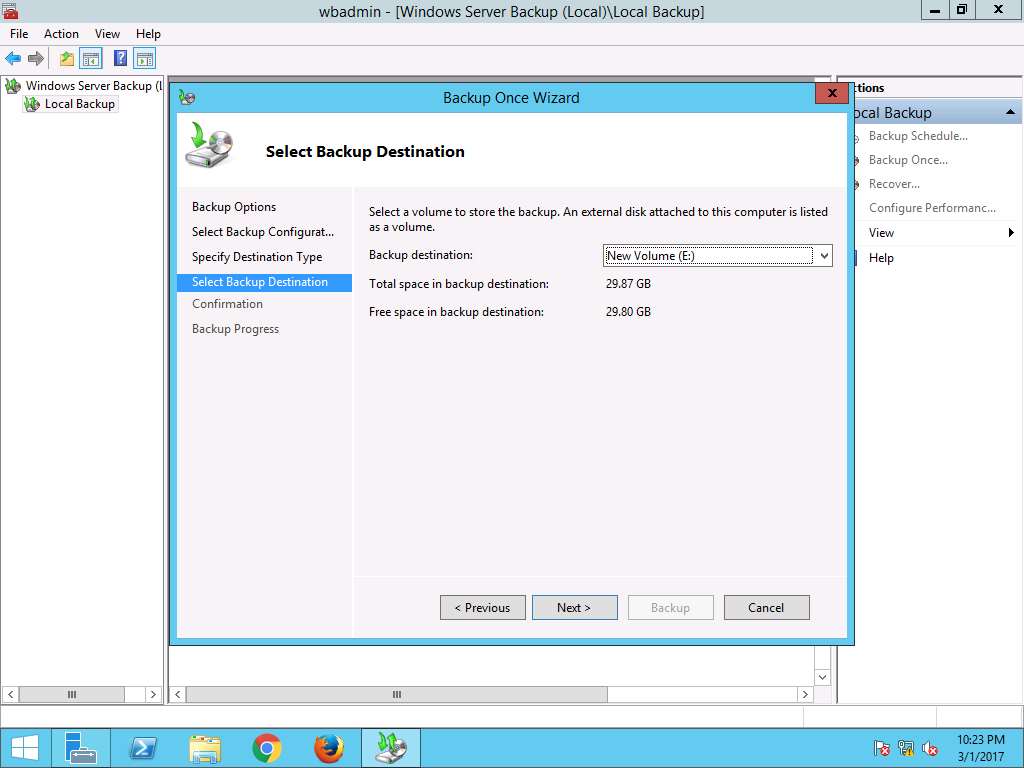 wbadmin - [Windows Server Backup (Local)\Local Backup]
File Action View Help
Windows Server Backup (L
Local Backup
Backup Once Wizard
Select Backup Destination
Backup Options
Select Backup Configurat...
Specify Destination Type
Select Backup Destination
Confirmation
Backup Progress
Select a volume to store the backup. An external disk attached to this computer is listed
as a volume.
Backup destination: New Volume (E:)
Total space in backup destination: 29.87 GB
Free space in backup destination: 29.80 GB
< Previous Next > Backup Cancel
ctions
ocal Backup
Backup Schedule...
Backup Once...
Recover...
Configure Performanc...
View
Help
10:23 PM
3/1/2017